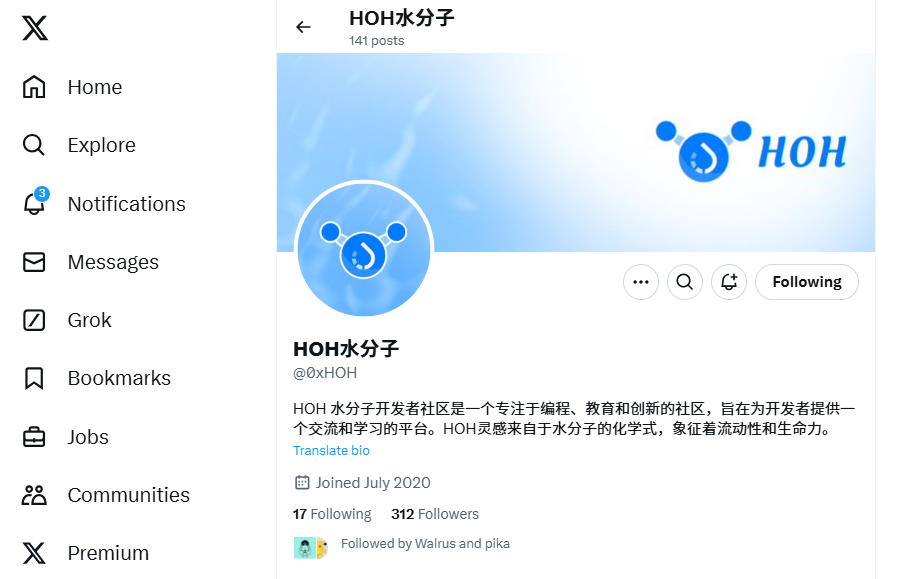 HOH水分子
141 posts
Home
Explore
3
Notifications
Messages
Grok
Bookmarks
Jobs
Communities
Premium
HOH
Following
HOH水分子
@0xHOH
HOH 水分子开发者社区是一个专注于编程、教育和创新的社区，旨在为开发者提供一
个交流和学习的平台。HOH灵感来自于水分子的化学式，象征着流动性和生命力。
Translate bio
Joined July 2020
17 Following 312 Followers
Followed by Walrus and pika